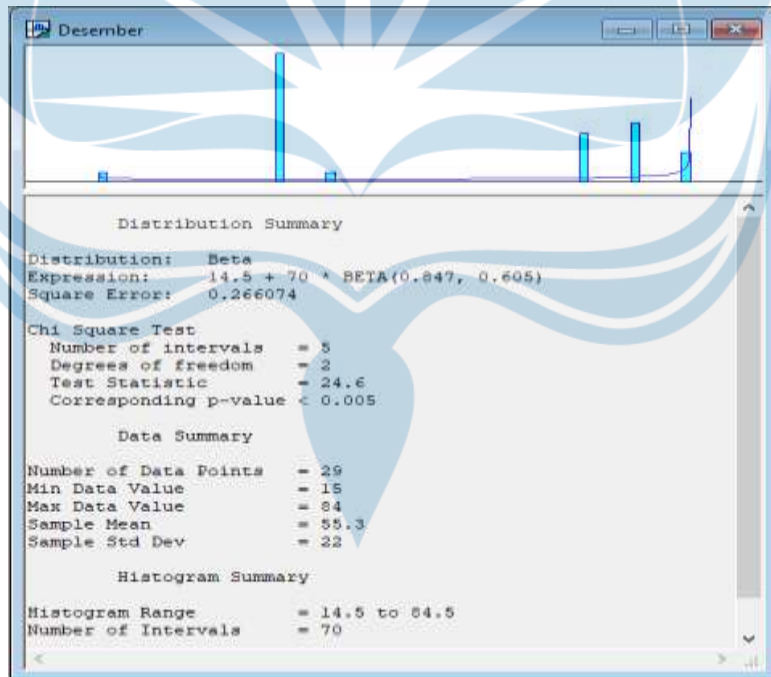 Desember
Distribution Summary
Distribution: Beta
Expression: 14.5 + 70 * BETA(0.847, 0.605)
Square Error: 0.266074
Chi Square Test
Number of intervals = 5
Degrees of freedom = 2
Test Statistic = 24.6
Corresponding p-value < 0.005
Data Summary
Number of Data Points = 29
Min Data Value = 15
Max Data Value = 84
Sample Mean = 55.3
Sample Std Dev = 22
Histogram Summary
Histogram Range = 14.5 to 84.5
Number of Intervals = 70